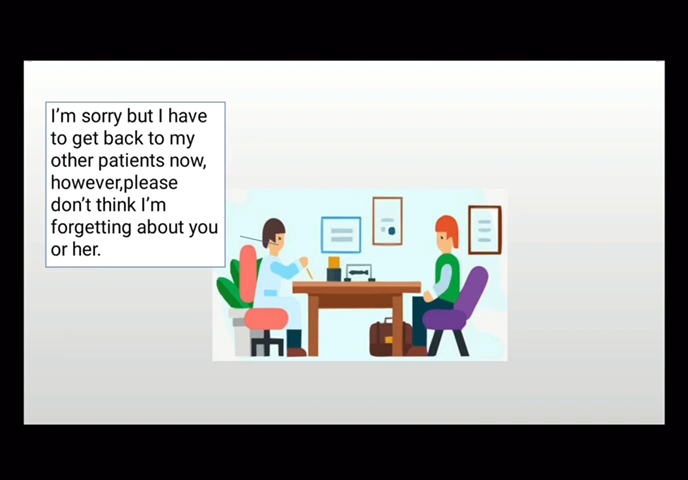 I'm sorry but I have
to get back to my
other patients now,
however,please
don't think I'm
forgetting about you
or her.